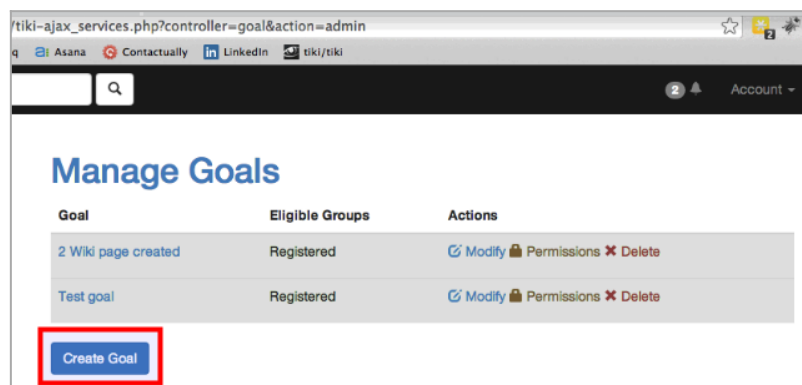 /tiki-ajax_services.php?controller=goal&action=admin
2
q Asana Contactually LinkedIn tiki/tiki
2 Account
Manage Goals
Goal Eligible Groups Actions
2 Wiki page created Registered Modify Permissions Delete
Test goal Registered Modify Permissions Delete
Create Goal